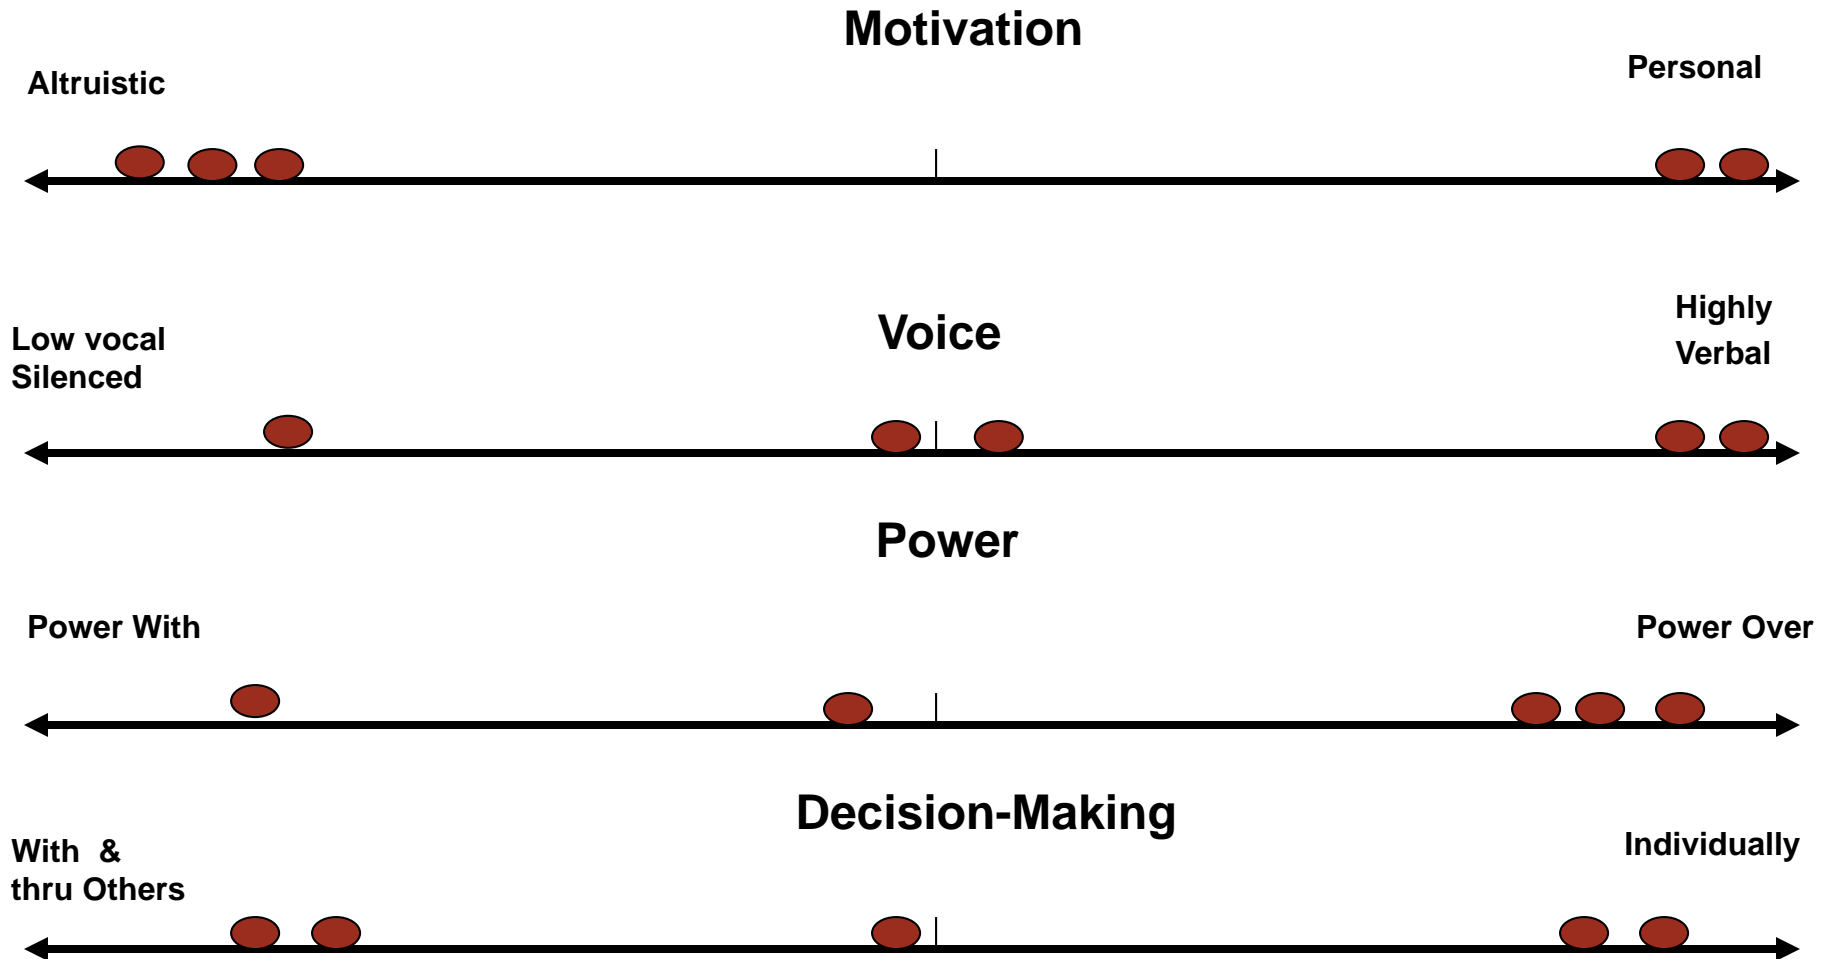 Motivation
Altruistic
Personal
Voice
Low vocal
Silenced
Highly
Verbal
Power
Power With
Power Over
Decision-Making
With & 
thru Others
Individually